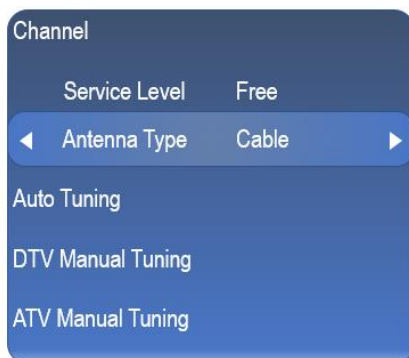 Channel
Service Level Free
Antenna Type Cable
Auto Tuning
DTV Manual Tuning
ATV Manual Tuning